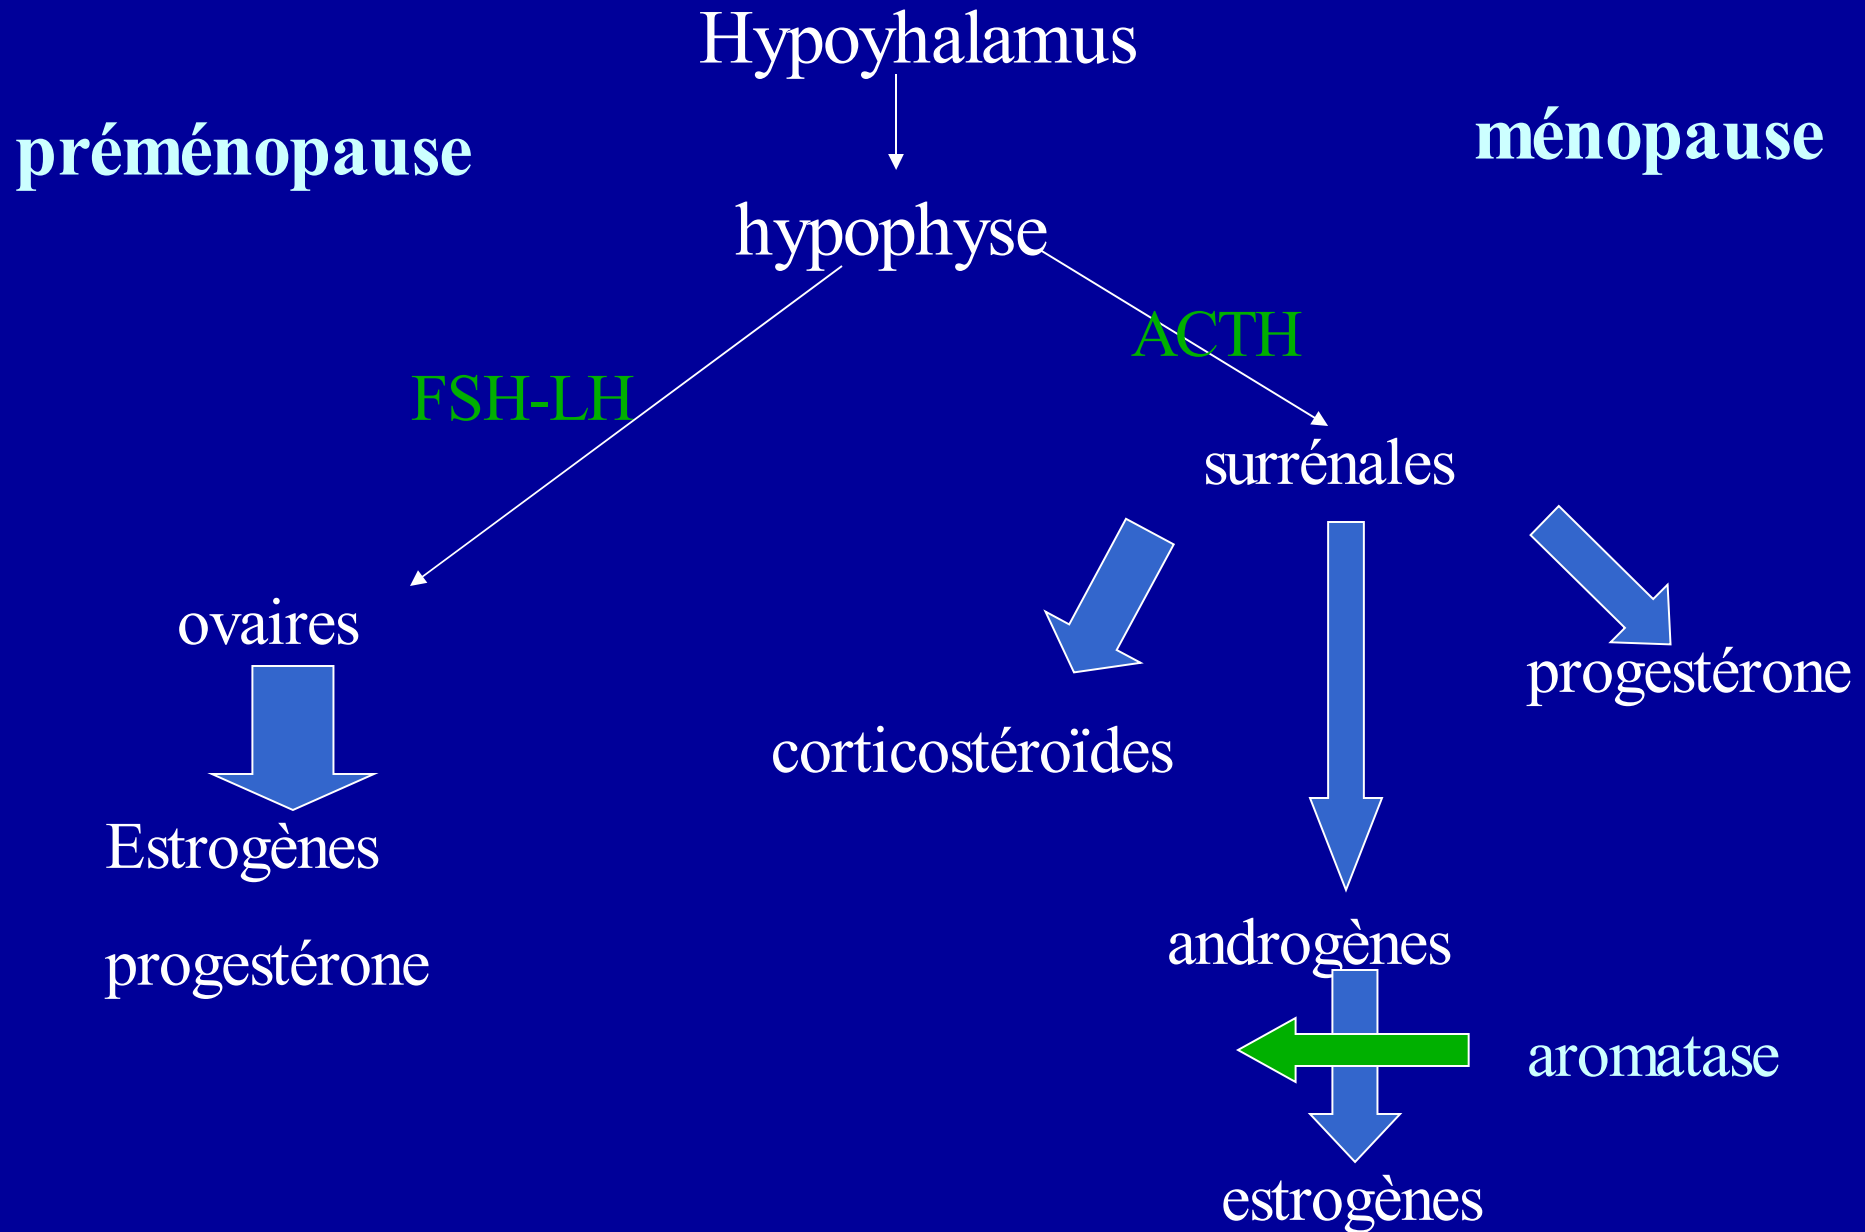 Hypoyhalamus
préménopause
ménopause
hypophyse
ACTH
FSH-LH
surrénales
ovaires
progestérone
corticostéroïdes
Estrogènes
androgènes
progestérone
aromatase
estrogènes